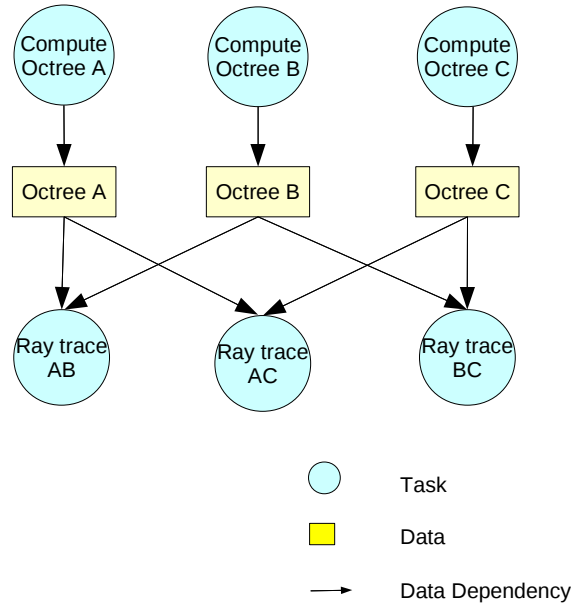 Compute
Octree A
Compute
Octree B
Compute
Octree C
Octree A
Octree B
Octree C
Ray trace
AB
Ray trace
AC
Ray trace
BC
Task
Data
Data Dependency